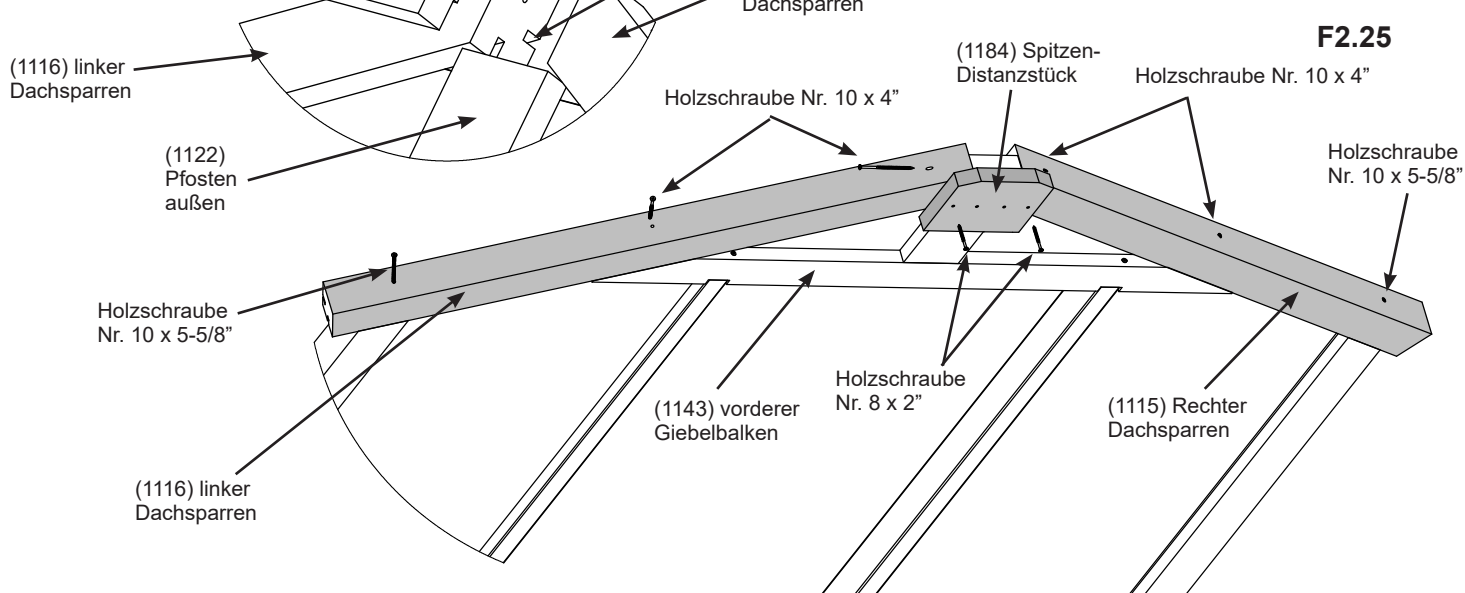 Dachsparren
F2.25
(1116) linker
Dachsparren
(1184) Spitzen-
Distanzstück
Holzschraube Nr. 10 x 4”
Holzschraube Nr. 10 x 4”
(1122)
Pfosten
außen
Holzschraube
Nr. 10 x 5-5/8”
Holzschraube
Nr. 10 x 5-5/8”
Holzschraube
Nr. 8 x 2”
(1143) vorderer
Giebelbalken
(1115) Rechter
Dachsparren
(1116) linker
Dachsparren